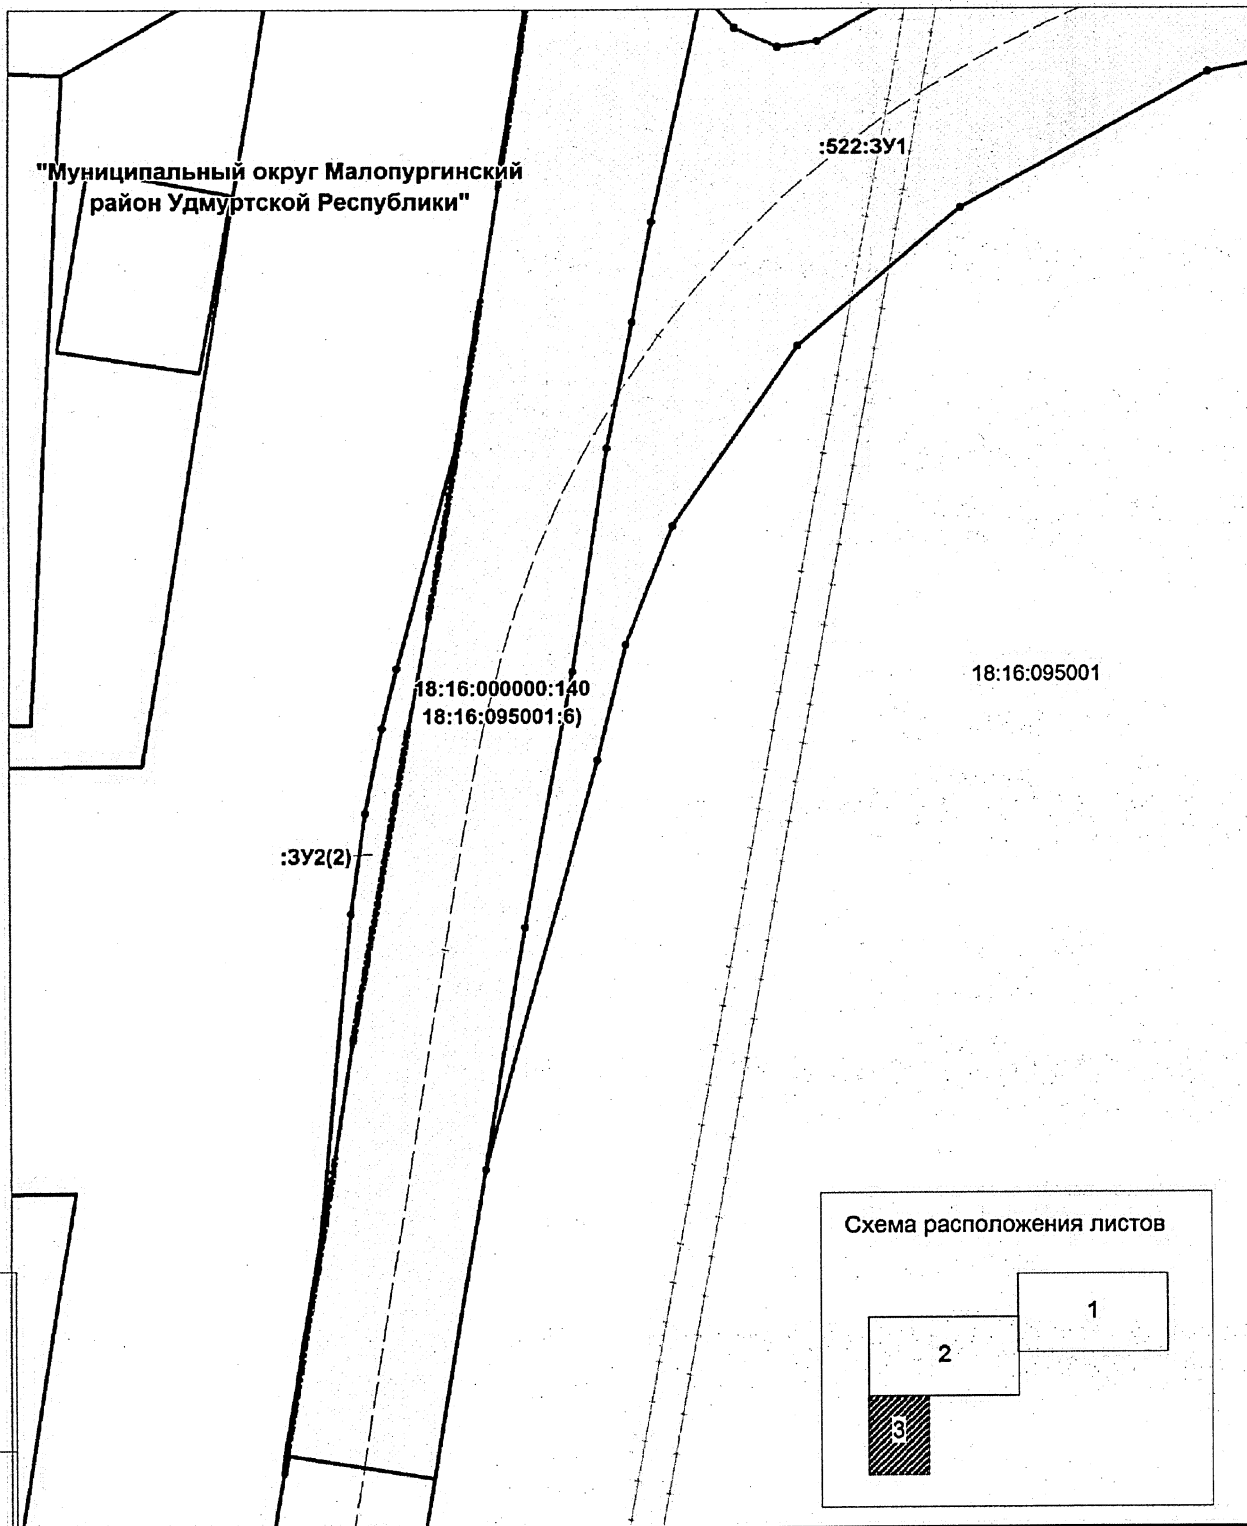 "Муниципальный округ Малопургинский
район Удмуртской Республики"
:522:ЗУ1
18:16:000000:140
18:16:095001:6)
18:16:095001
:ЗУ2(2)
Схема расположения листов
1
2
3